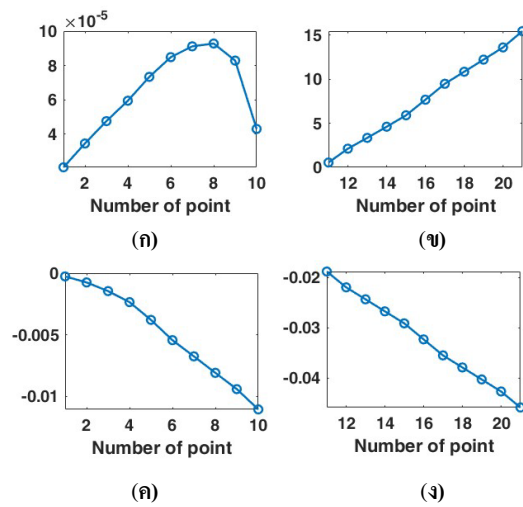 ×10⁻⁵
10
8
6
4
2 4 6 8 10
Number of point
(ก)
15
10
5
0
12 14 16 18 20
Number of point
(ข)
0
-0.005
-0.01
2 4 6 8 10
Number of point
(ค)
-0.02
-0.03
-0.04
12 14 16 18 20
Number of point
(ง)